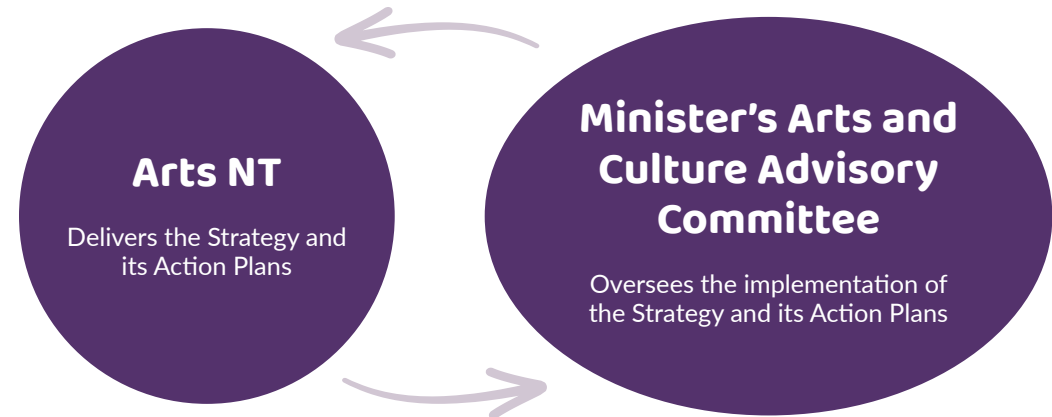 Arts NT
Delivers the Strategy and
its Action Plans
Minister’s Arts and
Culture Advisory
Committee
Oversees the implementation of
the Strategy and its Action Plans